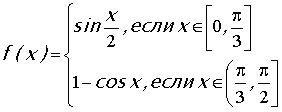 f(x)= { sin x/2, если x∈[0, π/3]
1−cos x, если x∈(π/3, π/2]